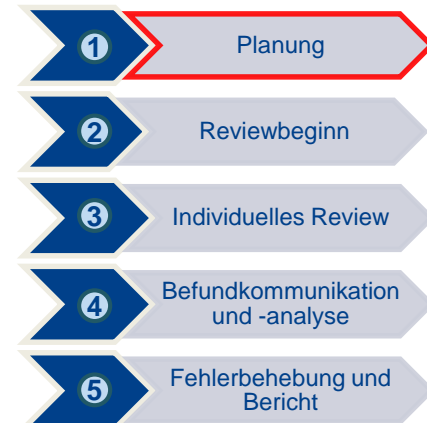 1
Planung
2
Reviewbeginn
3
Individuelles Review
4
Befundkommunikation
und -analyse
5
Fehlerbehebung und
Bericht